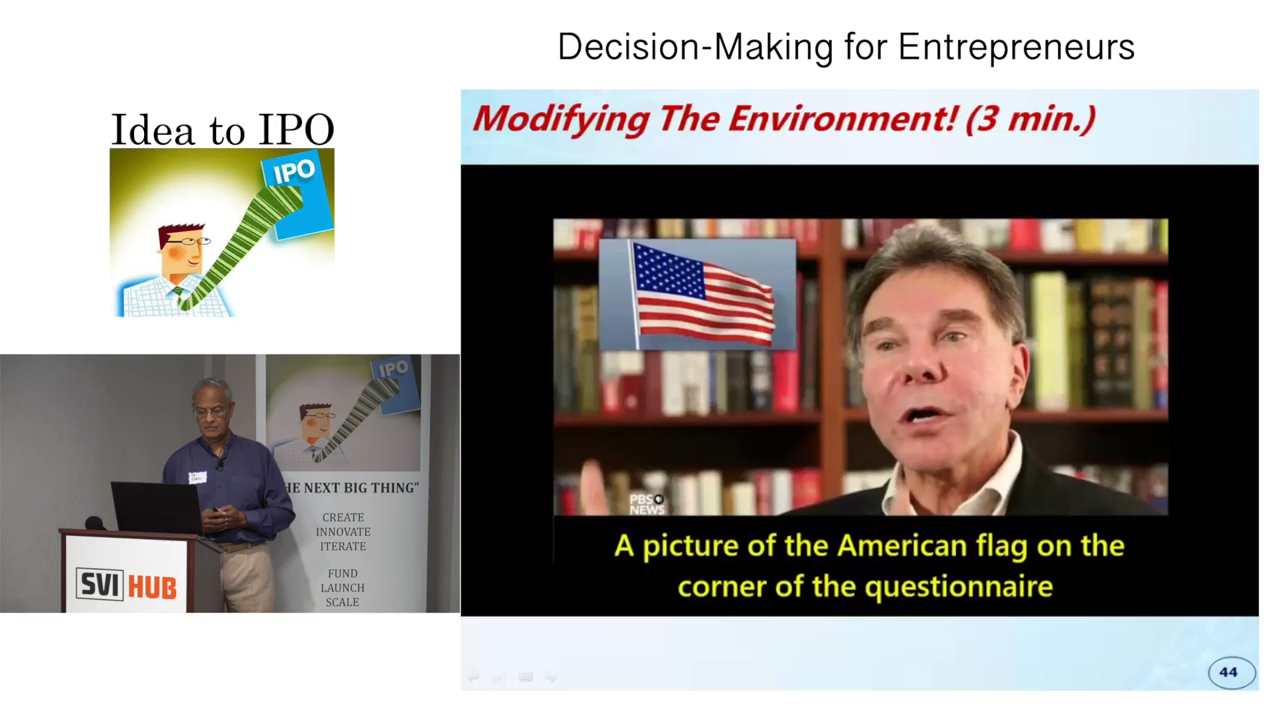 Decision-Making for Entrepreneurs
Idea to IPO
IPO
Modifying The Environment! (3 min.)
PBS
NEWS
A picture of the American flag on the
corner of the questionnaire
44
IPO
HE NEXT BIG THING"
CREATE
INNOVATE
ITERATE
FUND
LAUNCH
SCALE
SVI HUB